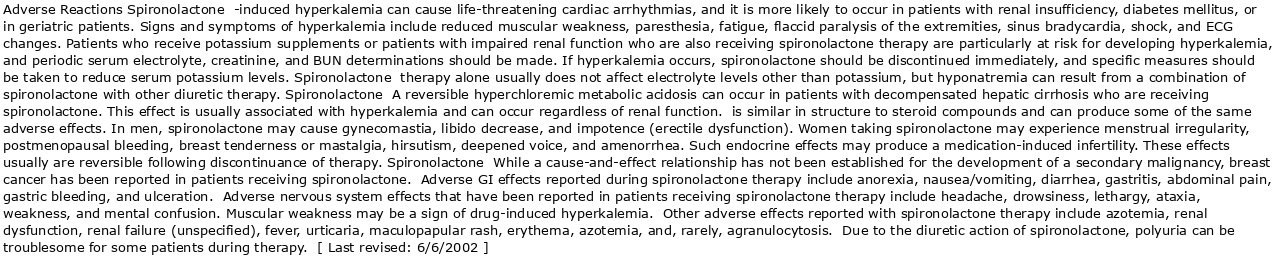 Adverse Reactions Spironolactone  -induced hyperkalemia can cause life-threatening cardiac arrhythmias, and it is more likely to occur in patients with renal insufficiency, diabetes mellitus, or
in geriatric patients. Signs and symptoms of hyperkalemia include reduced muscular weakness, paresthesia, fatigue, flaccid paralysis of the extremities, sinus bradycardia, shock, and ECG
changes. Patients who receive potassium supplements or patients with impaired renal function who are also receiving spironolactone therapy are particularly at risk for developing hyperkalemia,
and periodic serum electrolyte, creatinine, and BUN determinations should be made. If hyperkalemia occurs, spironolactone should be discontinued immediately, and specific measures should
be taken to reduce serum potassium levels. Spironolactone  therapy alone usually does not affect electrolyte levels other than potassium, but hyponatremia can result from a combination of
spironolactone with other diuretic therapy. Spironolactone  A reversible hyperchloremic metabolic acidosis can occur in patients with decompensated hepatic cirrhosis who are receiving
spironolactone. This effect is usually associated with hyperkalemia and can occur regardless of renal function.  is similar in structure to steroid compounds and can produce some of the same
adverse effects. In men, spironolactone may cause gynecomastia, libido decrease, and impotence (erectile dysfunction). Women taking spironolactone may experience menstrual irregularity,
postmenopausal bleeding, breast tenderness or mastalgia, hirsutism, deepened voice, and amenorrhea. Such endocrine effects may produce a medication-induced infertility. These effects
usually are reversible following discontinuance of therapy. Spironolactone  While a cause-and-effect relationship has not been established for the development of a secondary malignancy, breast
cancer has been reported in patients receiving spironolactone.  Adverse GI effects reported during spironolactone therapy include anorexia, nausea/vomiting, diarrhea, gastritis, abdominal pain,
gastric bleeding, and ulceration.  Adverse nervous system effects that have been reported in patients receiving spironolactone therapy include headache, drowsiness, lethargy, ataxia,
weakness, and mental confusion. Muscular weakness may be a sign of drug-induced hyperkalemia.  Other adverse effects reported with spironolactone therapy include azotemia, renal
dysfunction, renal failure (unspecified), fever, urticaria, maculopapular rash, erythema, azotemia, and, rarely, agranulocytosis.  Due to the diuretic action of spironolactone, polyuria can be
troublesome for some patients during therapy.  [ Last revised: 6/6/2002 ]